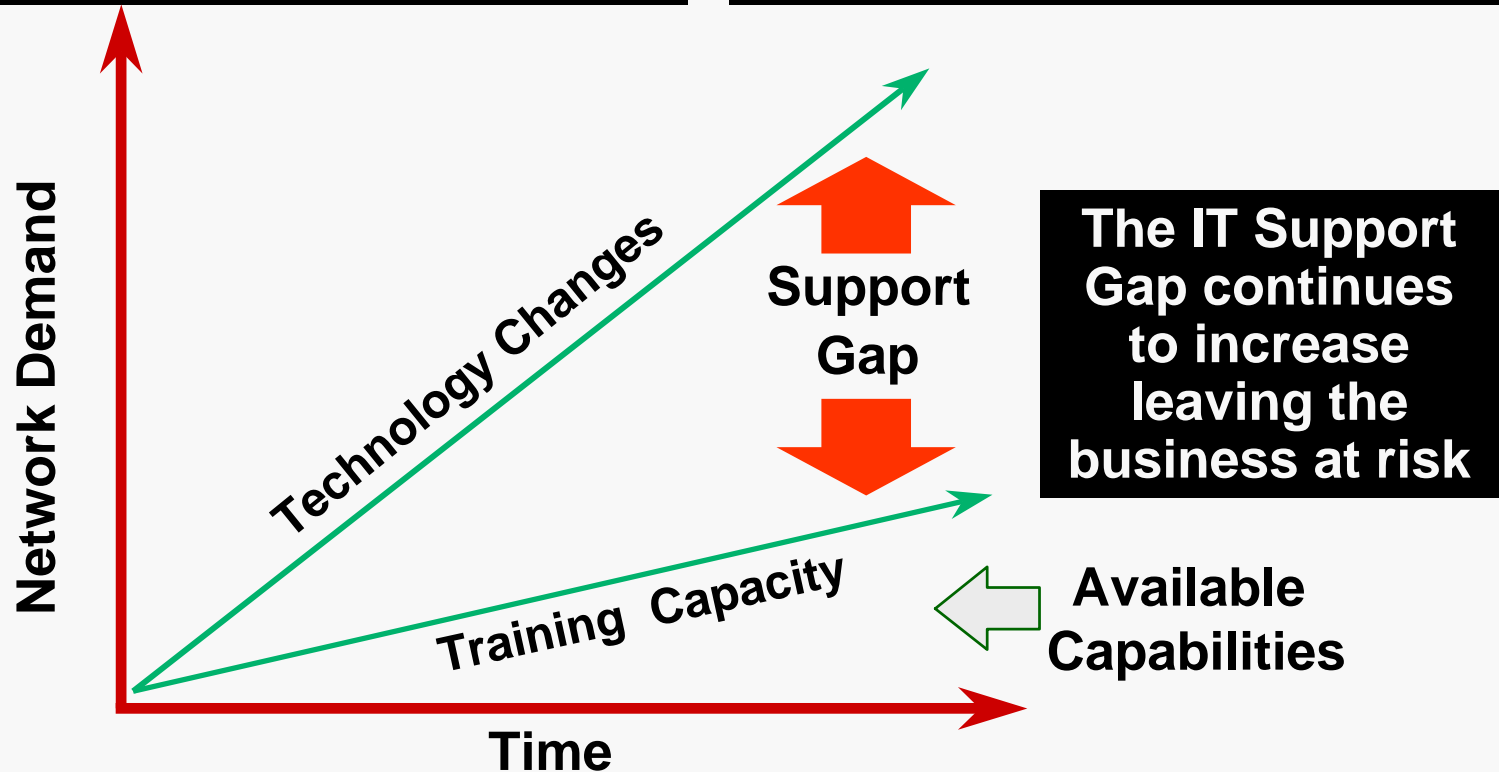 Network Demand
Technology Changes
Support
Gap
The IT Support
Gap continues
to increase
leaving the
business at risk
Training Capacity
Available
Capabilities
Time